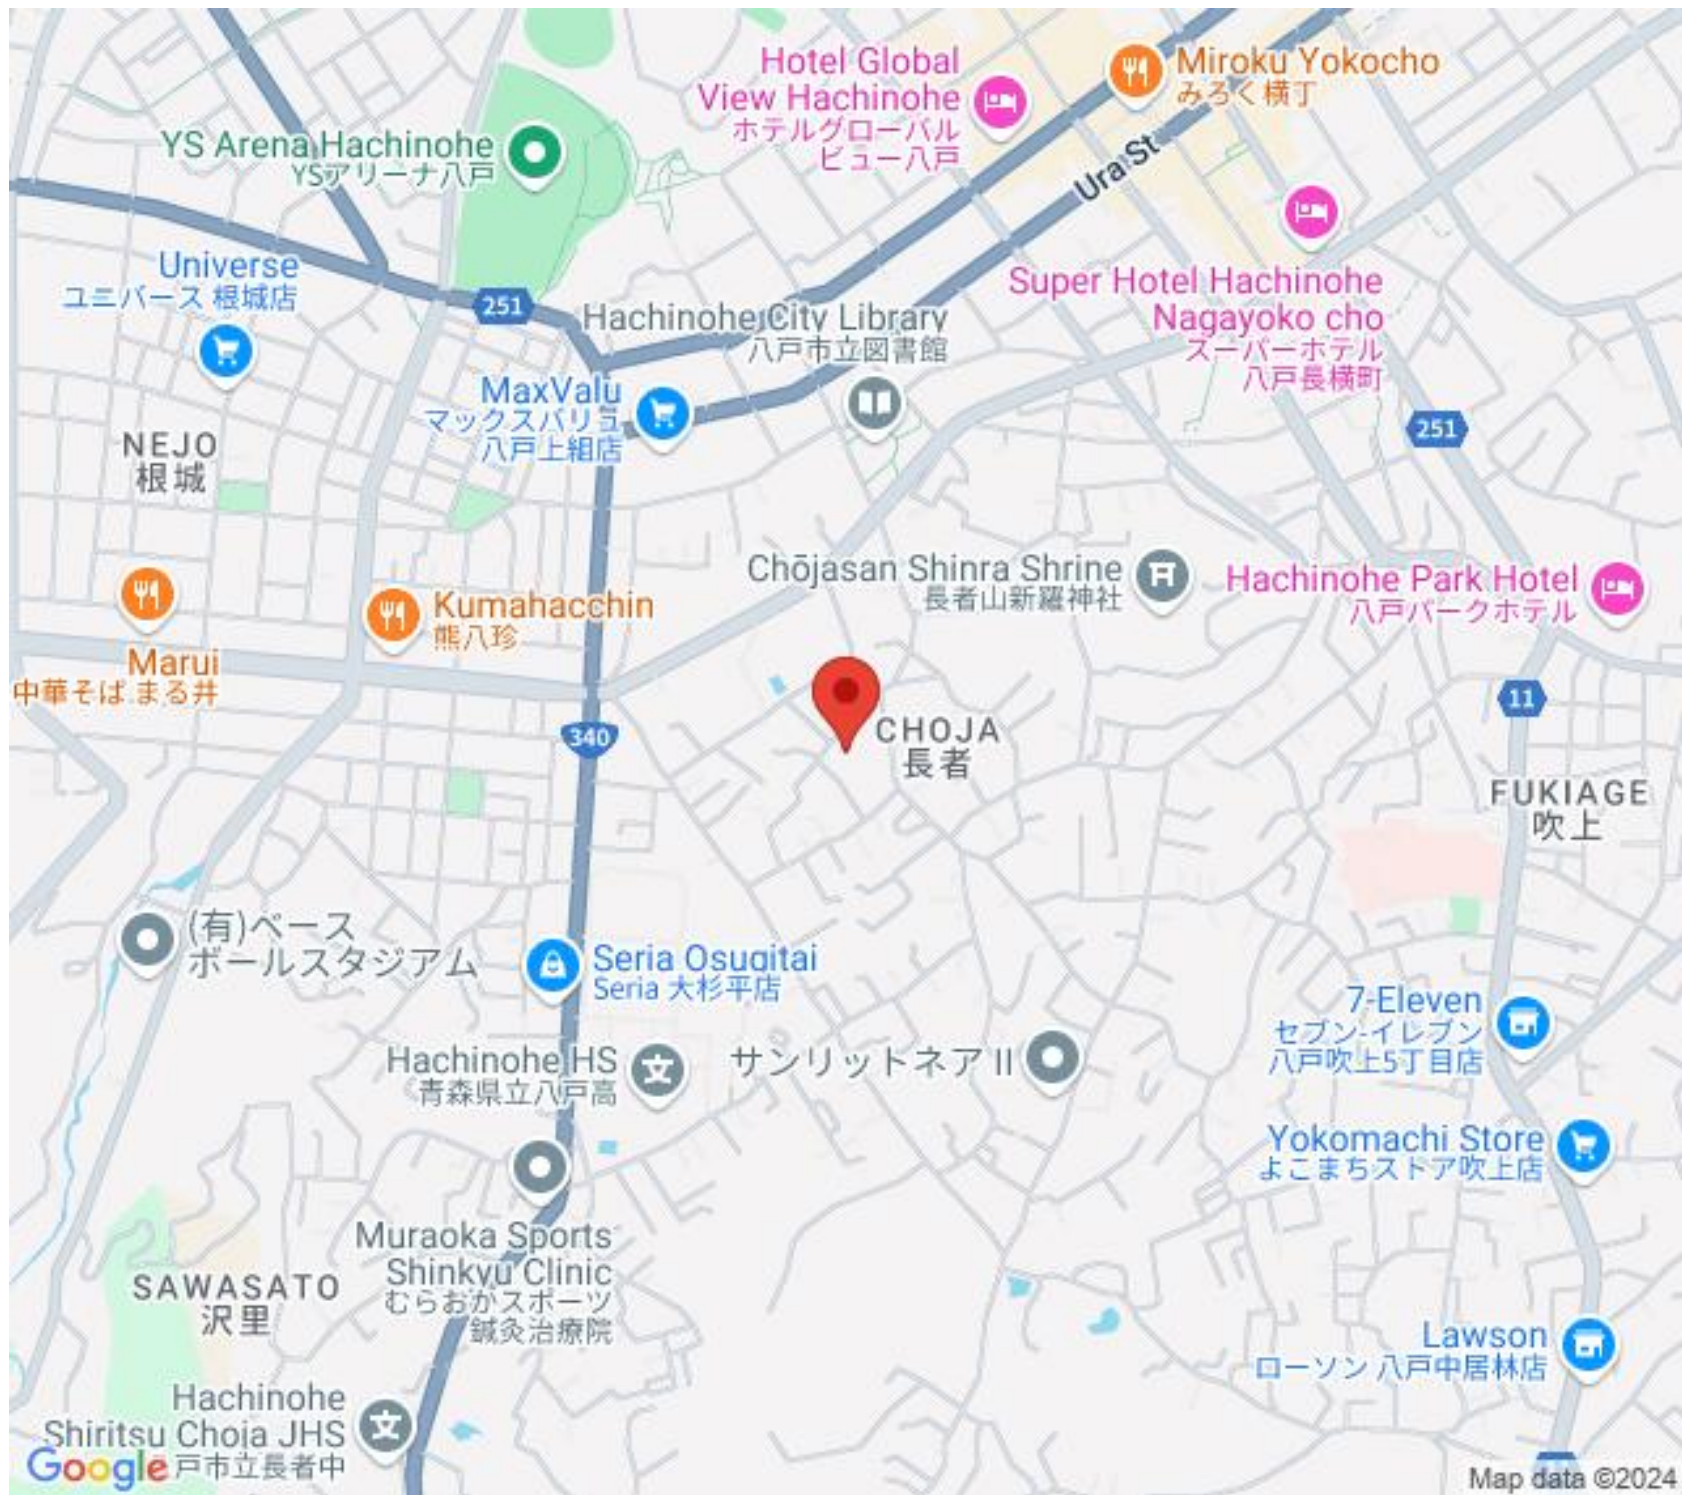 Hotel Global
View Hachinohe
ホテルグローバル
ビュー八戸
Miroku Yokocho
みろく横丁
YS Arena Hachinohe
YSアリーナ八戸
Ura St
Universe
ユニバース 根城店
251
Hachinohe City Library
八戸市立図書館
Super Hotel Hachinohe
Nagayoko cho
スーパーホテル
八戸長横町
MaxValu
マックスバリュ
八戸上組店
251
NEJO
根城
Chōjasan Shinra Shrine
長者山新羅神社
Hachinohe Park Hotel
八戸パークホテル
Kumahacchin
熊八珍
Marui
中華そば まる井
11
340
CHOJA
長者
FUKIAGE
吹上
(有)ベース
ボールスタジアム
Seria Osugitai
Seria 大杉平店
7-Eleven
セブン-イレブン
八戸吹上5丁目店
Hachinohe HS
青森県立八戸高
サンリットネアⅡ
Yokomachi Store
よこまちストア吹上店
Muraoka Sports
Shinkyu Clinic
むらおかスポーツ
鍼灸治療院
SAWASATO
沢里
Lawson
ローソン 八戸中居林店
Hachinohe
Shiritsu Choja JHS
戸市立長者中
Google
Map data ©2024